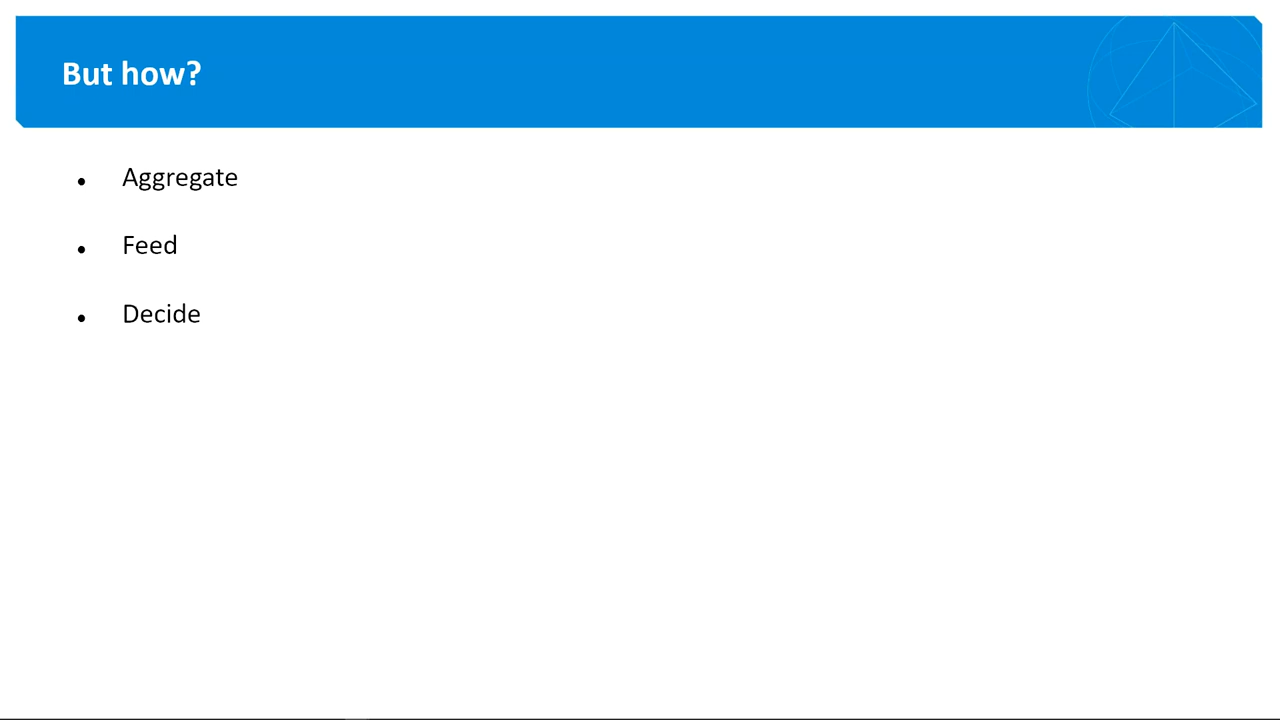 But how?
• Aggregate
• Feed
• Decide